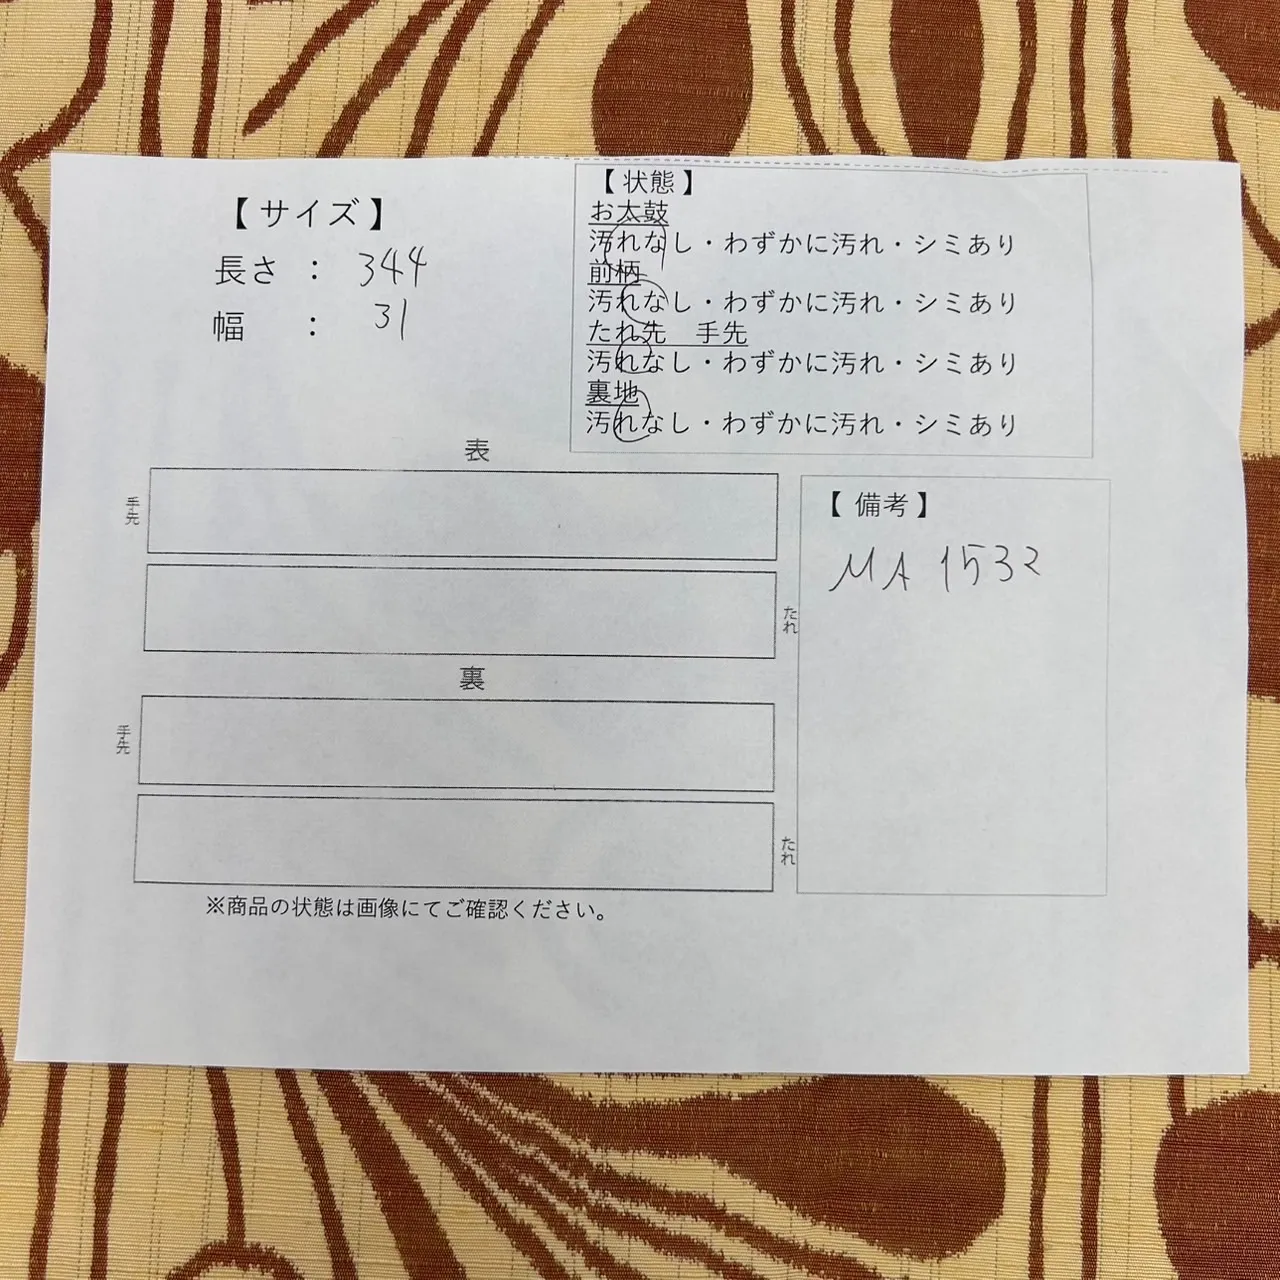 【 サイズ 】
長さ : 344
幅 : 31
【 状態 】
お太鼓
汚れなし・わずかに汚れ・シミあり
前柄
汚れなし・わずかに汚れ・シミあり
たれ先 手先
汚れなし・わずかに汚れ・シミあり
裏地
汚れなし・わずかに汚れ・シミあり
表
手先
たれ
裏
手先
たれ
※商品の状態は画像にてご確認ください。
【 備考 】
MA 1532